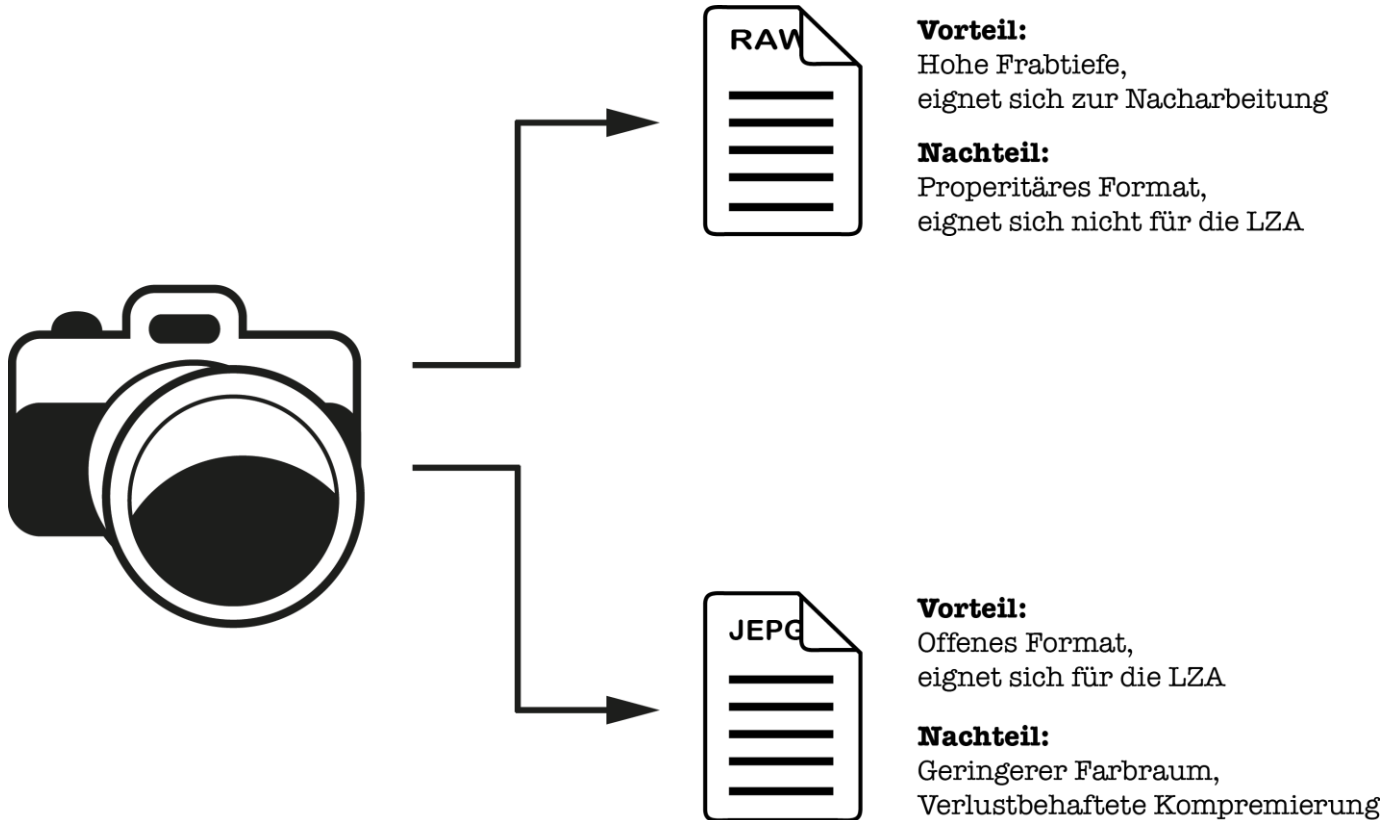 RAW
Vorteil:
Hohe Frabtiefe,
eignet sich zur Nacharbeitung
Nachteil:
Properitäres Format,
eignet sich nicht für die LZA
JEPG
Vorteil:
Offenes Format,
eignet sich für die LZA
Nachteil:
Geringerer Farbraum,
Verlustbehaftete Kompremierung